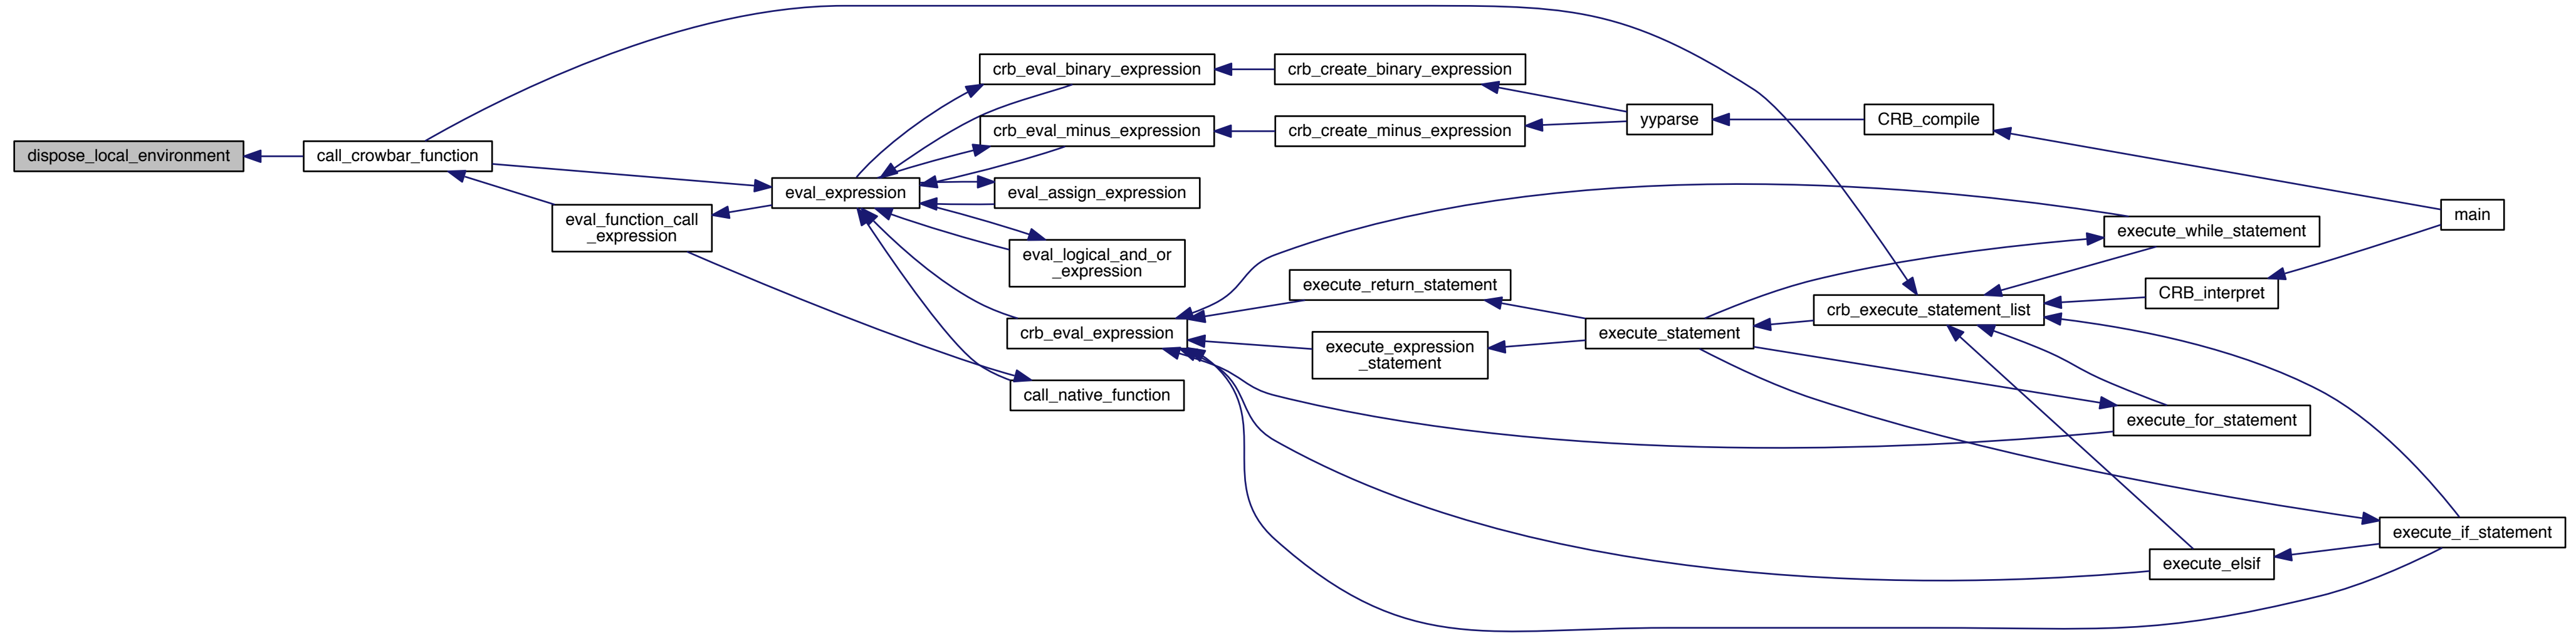 dispose_local_environment
call_crowbar_function
eval_function_call
_expression
eval_expression
crb_eval_binary_expression
crb_eval_minus_expression
eval_assign_expression
eval_logical_and_or
_expression
crb_eval_expression
call_native_function
crb_create_binary_expression
crb_create_minus_expression
execute_return_statement
execute_expression
_statement
yyparse
execute_statement
CRB_compile
crb_execute_statement_list
execute_while_statement
CRB_interpret
execute_for_statement
execute_elsif
main
execute_if_statement